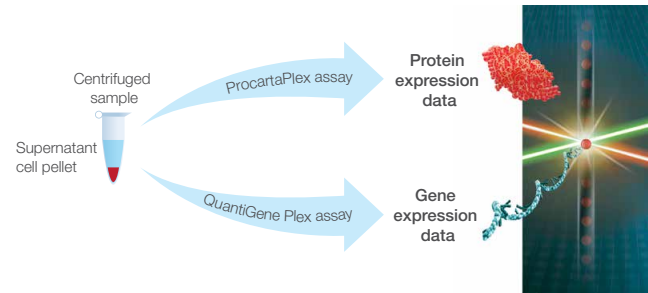 Centrifuged
sample
Supernatant
cell pellet
ProcartaPlex assay
Protein
expression
data
QuantiGene Plex assay
Gene
expression
data